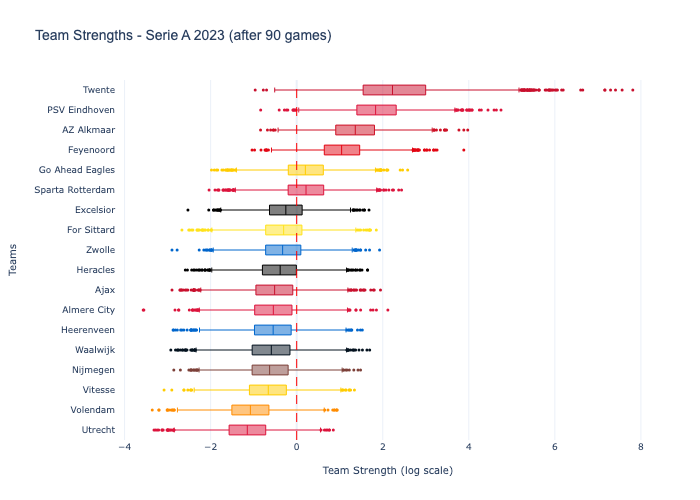 Team Strengths - Serie A 2023 (after 90 games)
Twente
PSV Eindhoven
AZ Alkmaar
Feyenoord
Go Ahead Eagles
Sparta Rotterdam
Excelsior
For Sittard
Zwolle
Heracles
Ajax
Almere City
Heerenveen
Waalwijk
Nijmegen
Vitesse
Volendam
Utrecht
Teams
−4 −2 0 2 4 6 8
Team Strength (log scale)